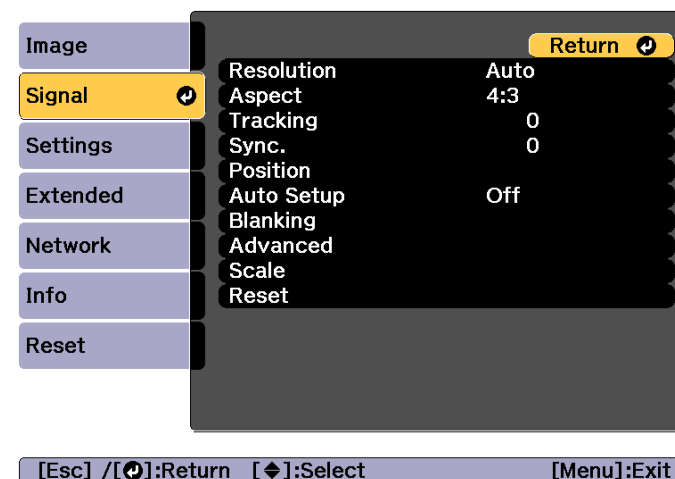 Image
Signal
Settings
Extended
Network
Info
Reset
Return
Resolution Auto
Aspect 4:3
Tracking 0
Sync. 0
Position
Auto Setup Off
Blanking
Advanced
Scale
Reset
[Esc] /[ ]:Return [ ]:Select [Menu]:Exit